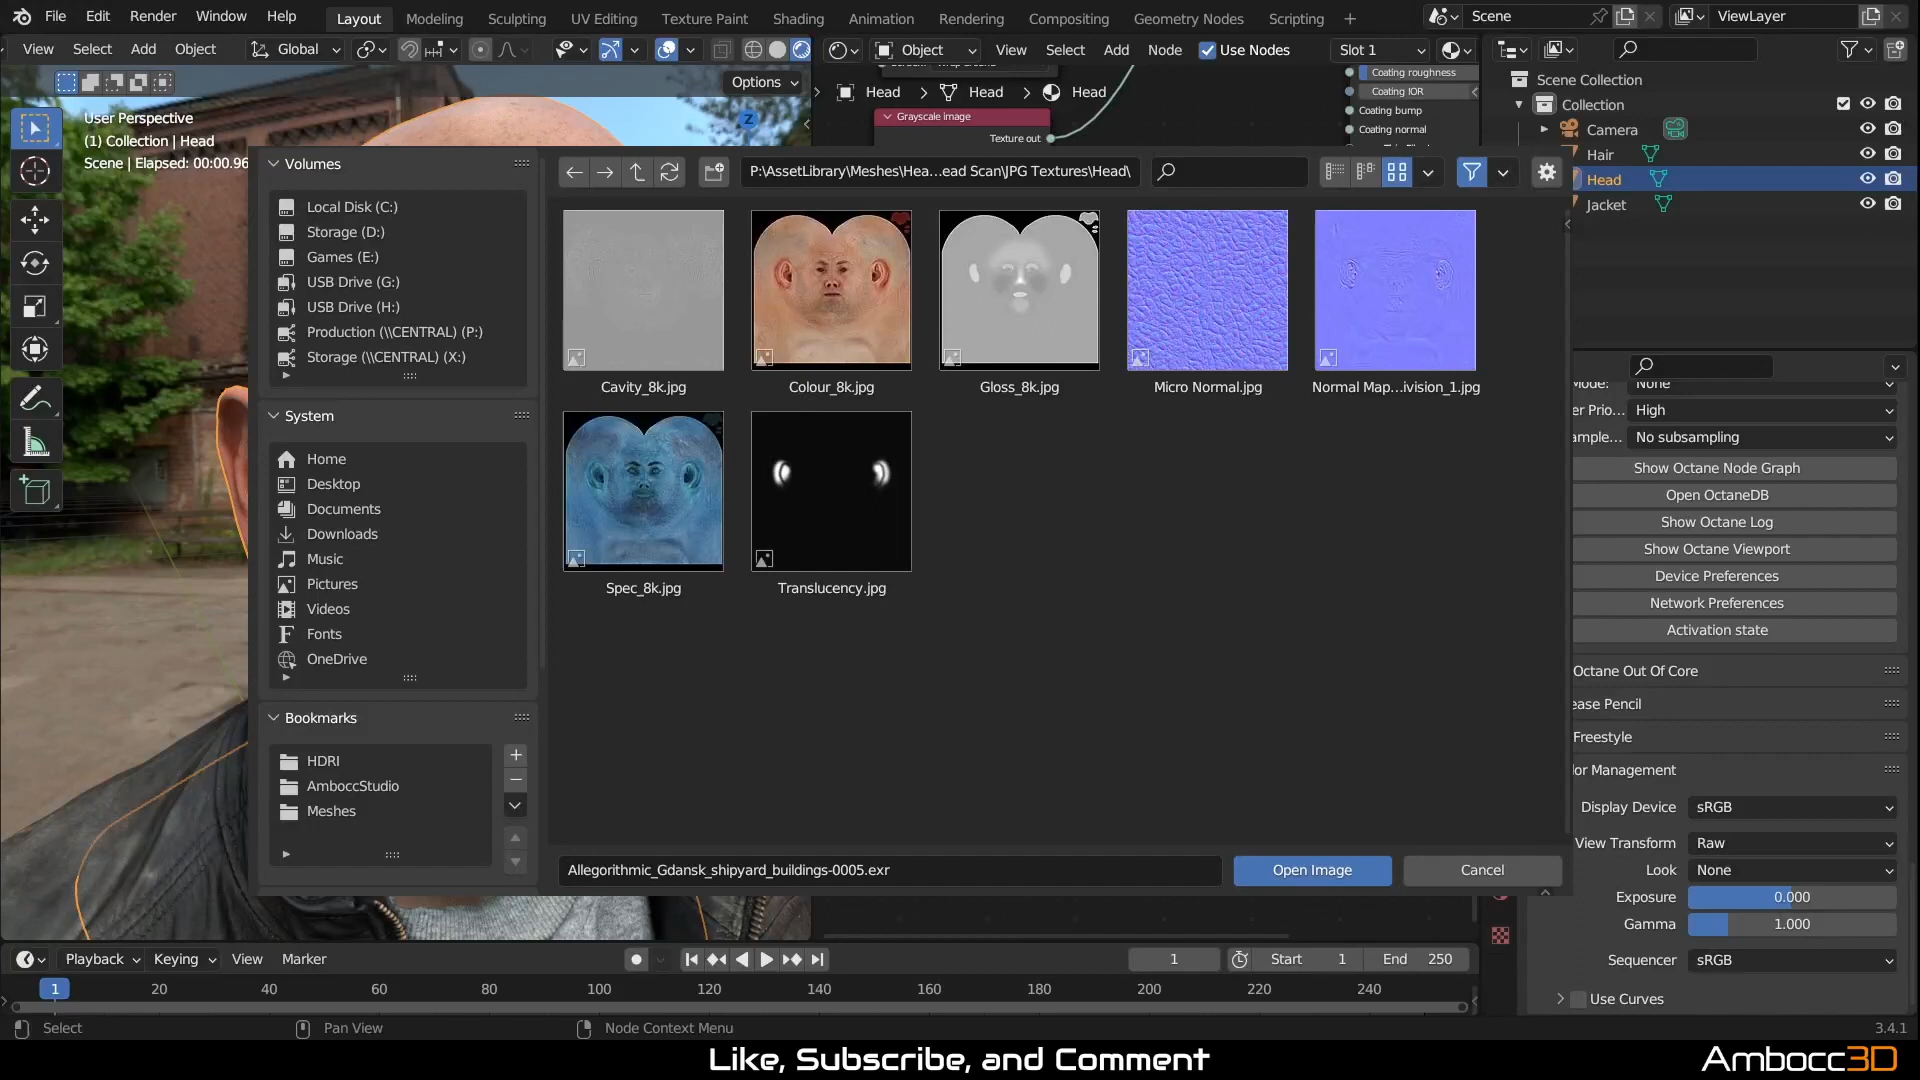 File Edit Render Window Help Layout Modeling Sculpting UV Editing Texture Paint Shading Animation Rendering Compositing Geometry Nodes Scripting + Scene ViewLayer
View Select Add Object Global Object View Select Add Node Use Nodes Slot 1
Options
Head Head Head
Coating roughness
Coating IOR
Coating bump
Coating normal
Grayscale image
Texture out
User Perspective
(1) Collection | Head
Scene | Elapsed: 00:00.96
Z
Scene Collection
Collection
Camera
Hair
Head
Jacket
Volumes
Local Disk (C:)
Storage (D:)
Games (E:)
USB Drive (G:)
USB Drive (H:)
Production (\\CENTRAL) (P:)
Storage (\\CENTRAL) (X:)
System
Home
Desktop
Documents
Downloads
Music
Pictures
Videos
Fonts
OneDrive
Bookmarks
HDRI
AmboccStudio
Meshes
P:\AssetLibrary\Meshes\Hea...ead Scan\JPG Textures\Head\
Cavity_8k.jpg
Colour_8k.jpg
Gloss_8k.jpg
Micro Normal.jpg
Normal Map...ivision_1.jpg
Spec_8k.jpg
Translucency.jpg
Allegorithmic_Gdansk_shipyard_buildings-0005.exr
Open Image
Cancel
Mode: None
er Prio... High
ample... No subsampling
Show Octane Node Graph
Open OctaneDB
Show Octane Log
Show Octane Viewport
Device Preferences
Network Preferences
Activation state
Octane Out Of Core
ease Pencil
Freestyle
lor Management
Display Device sRGB
View Transform Raw
Look None
Exposure 0.000
Gamma 1.000
Sequencer sRGB
Use Curves
Playback Keying View Marker 1 Start 1 End 250
1 20 40 60 80 100 120 140 160 180 200 220 240
Select Pan View Node Context Menu 3.4.1
Like, Subscribe, and Comment
Ambocc3D